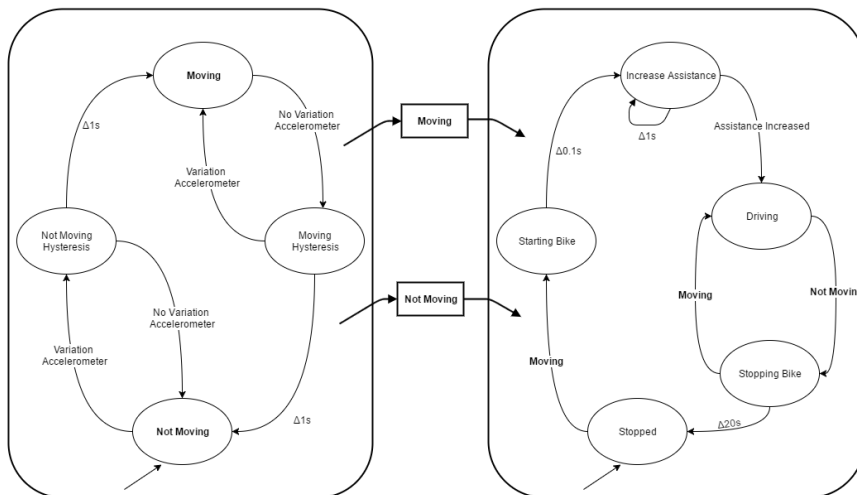 Moving
Δ1s
No Variation
Accelerometer
Variation
Accelerometer
Not Moving
Hysteresis
Moving
Hysteresis
No Variation
Accelerometer
Variation
Accelerometer
Δ1s
Not Moving
Moving
Not Moving
Increase Assistance
Δ1s
Assistance Increased
Δ0.1s
Driving
Starting Bike
Moving
Not Movin
Moving
Stopping Bike
Δ20s
Stopped